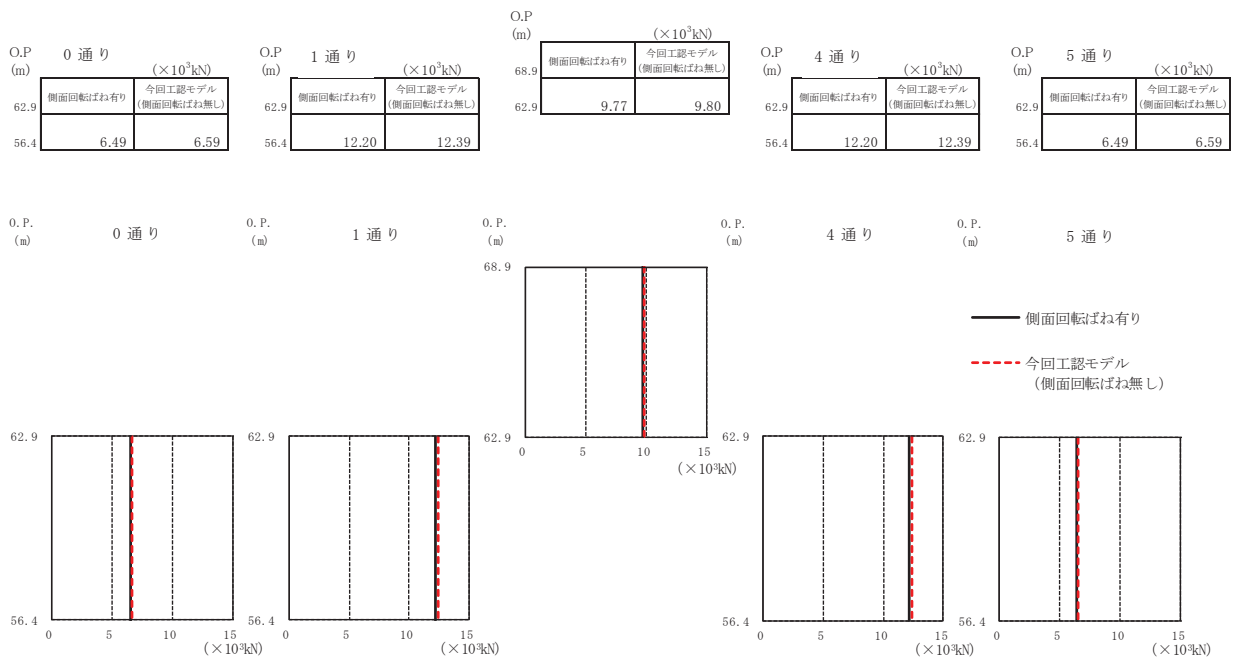 O.P
(m)
0 通り
(×10³kN)
側面回転ばね有り
今回工認モデル
(側面回転ばね無し)
62.9
56.4
6.49
6.59
O.P
(m)
1 通り
(×10³kN)
側面回転ばね有り
今回工認モデル
(側面回転ばね無し)
62.9
56.4
12.20
12.39
O.P
(m)
(×10³kN)
側面回転ばね有り
今回工認モデル
(側面回転ばね無し)
68.9
62.9
9.77
9.80
O.P
(m)
4 通り
(×10³kN)
側面回転ばね有り
今回工認モデル
(側面回転ばね無し)
62.9
56.4
12.20
12.39
O.P
(m)
5 通り
(×10³kN)
側面回転ばね有り
今回工認モデル
(側面回転ばね無し)
62.9
56.4
6.49
6.59
O.P.
(m)
0 通り
62.9
56.4
0 5 10 15
(×10³kN)
O.P.
(m)
1 通り
62.9
56.4
0 5 10 15
(×10³kN)
O.P.
(m)
68.9
62.9
0 5 10 15
(×10³kN)
O.P.
(m)
4 通り
62.9
56.4
0 5 10 15
(×10³kN)
O.P.
(m)
5 通り
62.9
56.4
0 5 10 15
(×10³kN)
側面回転ばね有り
今回工認モデル
(側面回転ばね無し)